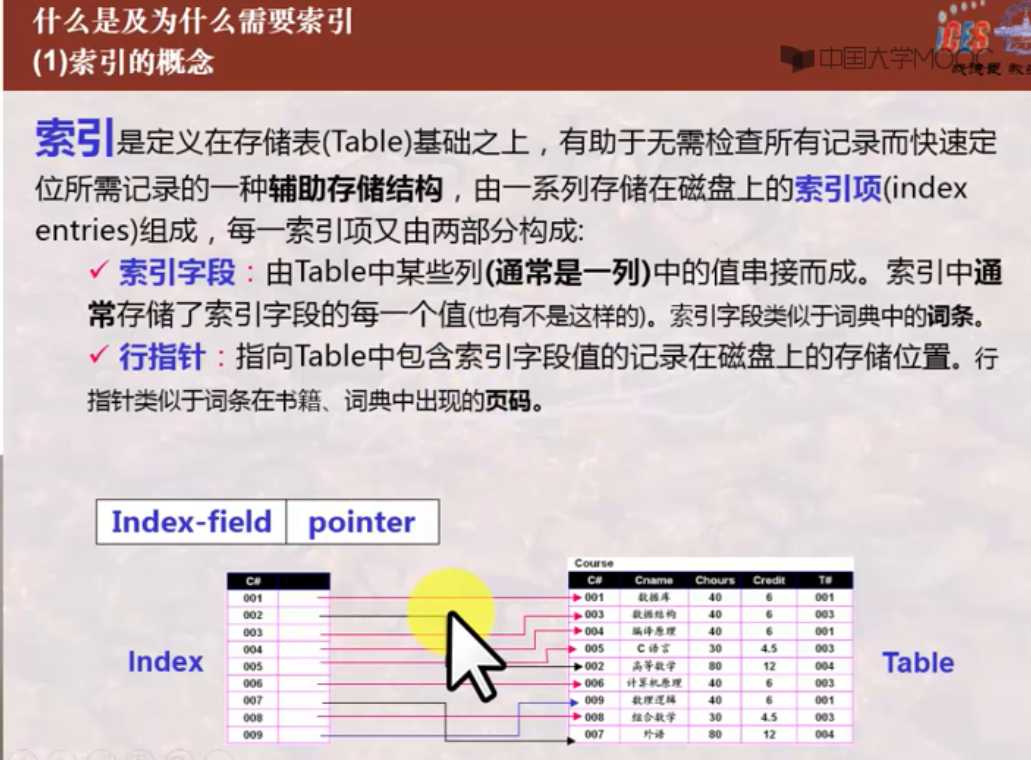 什么是及为什么需要索引
(1)索引的概念
ICES
中国大学MOOC
索引是定义在存储表(Table)基础之上，有助于无需检查所有记录而快速定
位所需记录的一种辅助存储结构，由一系列存储在磁盘上的索引项(index
entries)组成，每一索引项又由两部分构成:
✓ 索引字段：由Table中某些列(通常是一列)中的值串接而成。索引中通
常存储了索引字段的每一个值(也有不是这样的)。索引字段类似于词典中的词条。
✓ 行指针：指向Table中包含索引字段值的记录在磁盘上的存储位置。行
指针类似于词条在书籍、词典中出现的页码。
Index-field pointer
Index
C#
001
002
003
004
005
006
007
008
009
Course
C# Cname Chours Credit T#
001 数据库 40 6 001
003 数据结构 40 6 003
004 编译原理 40 6 001
005 C 语言 30 4.5 003
002 高等数学 80 12 004
006 计算机原理 40 6 003
009 数理逻辑 40 6 001
008 组合数学 30 4.5 003
007 外语 80 12 004
Table